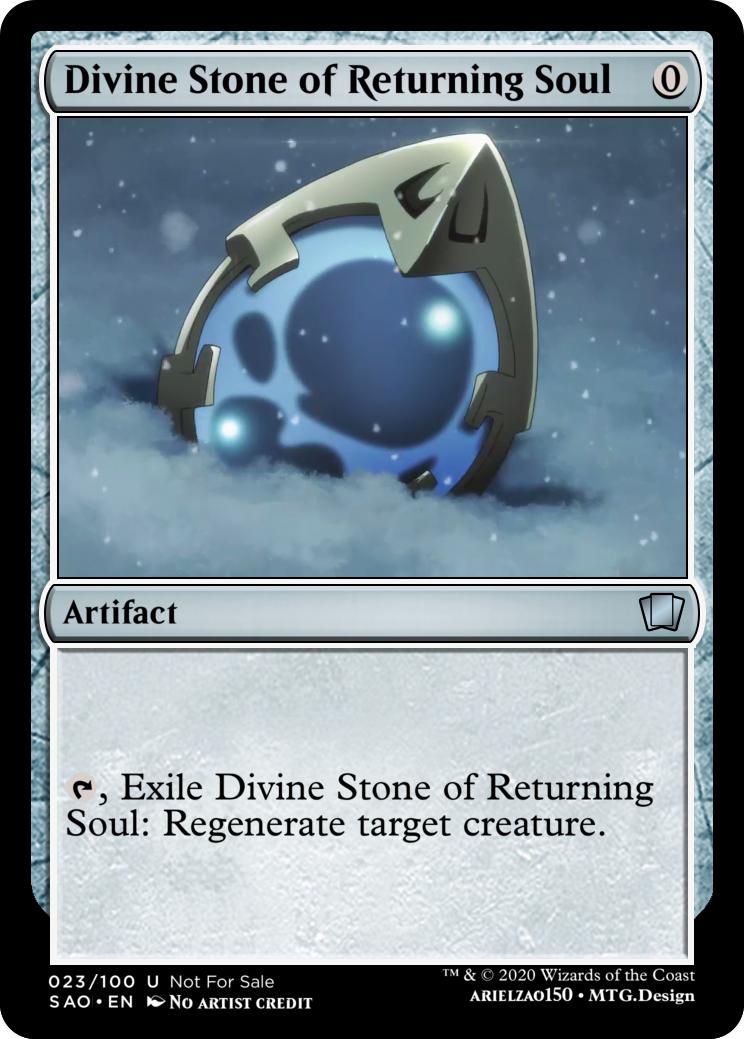 Divine Stone of Returning Soul 0
Artifact
, Exile Divine Stone of Returning
Soul: Regenerate target creature.
023/100 U Not For Sale
SAO • EN No artist credit
™ & © 2020 Wizards of the Coast
arielzao150 • MTG.Design